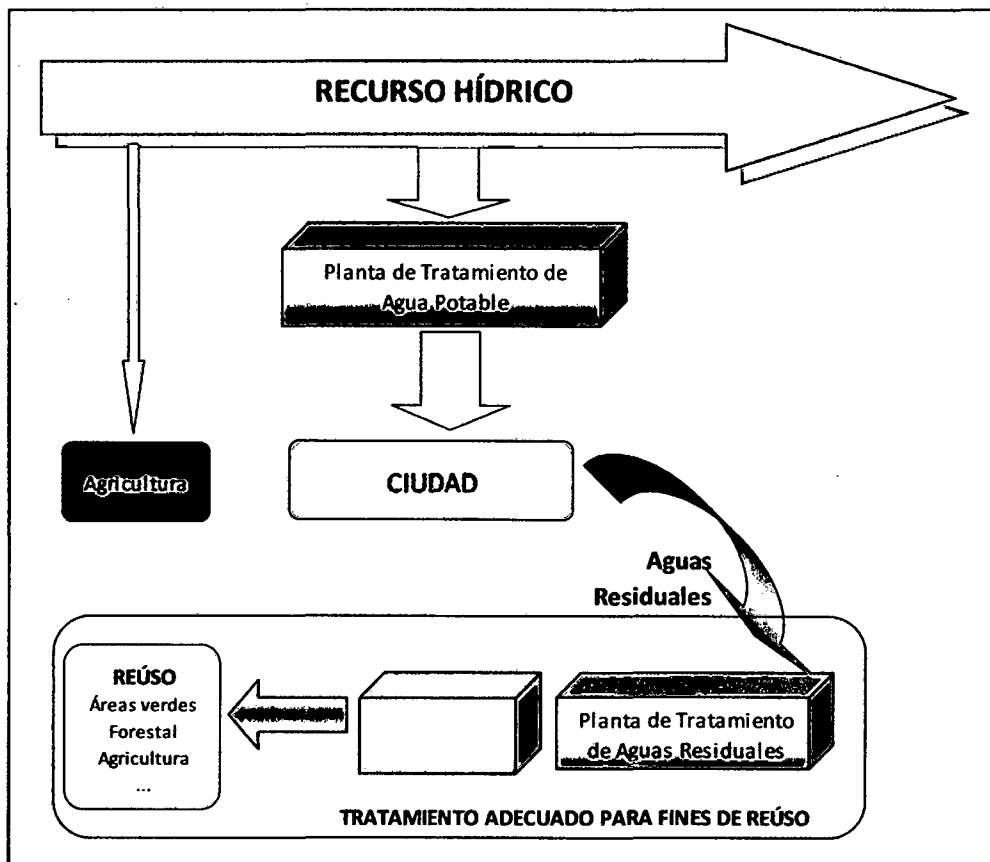 RECURSO HÍDRICO
Planta de Tratamiento de
Agua Potable
Agricultura
CIUDAD
Aguas
Residuales
REÚSO
Áreas verdes
Forestal
Agricultura
...
Planta de Tratamiento
de Aguas Residuales
TRATAMIENTO ADECUADO PARA FINES DE REÚSO